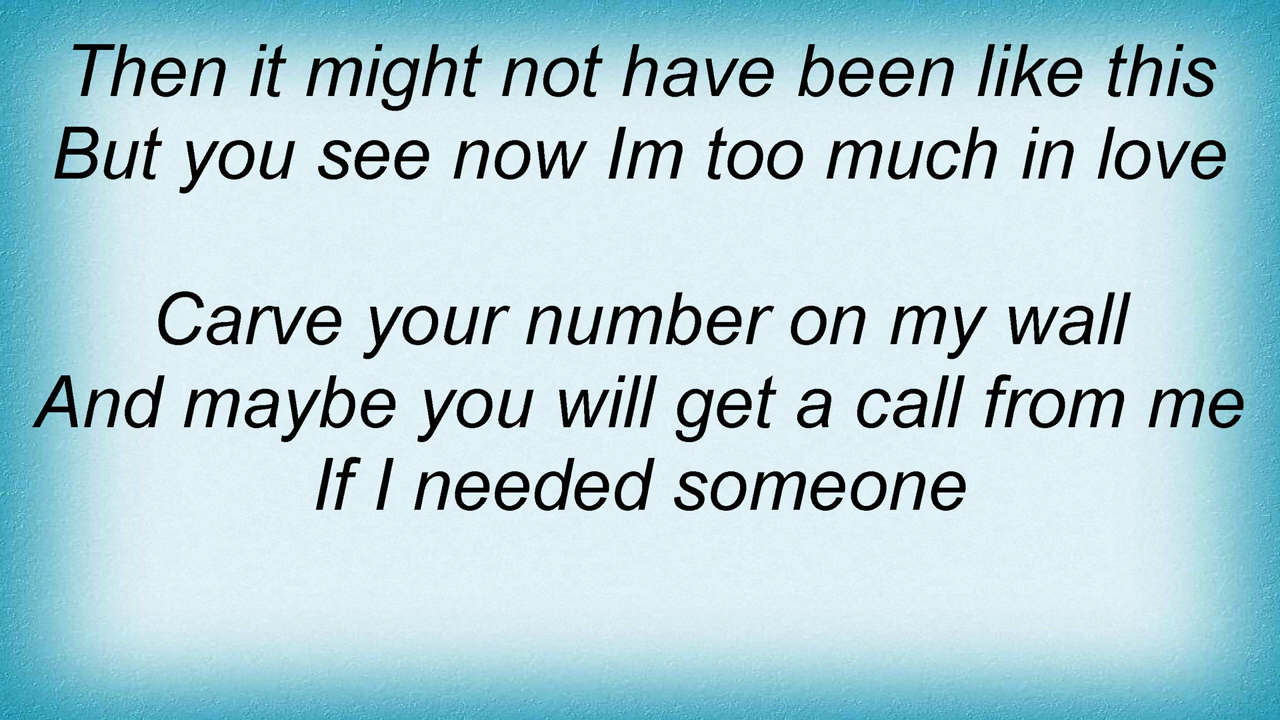 Then it might not have been like this
But you see now Im too much in love
Carve your number on my wall
And maybe you will get a call from me
If I needed someone